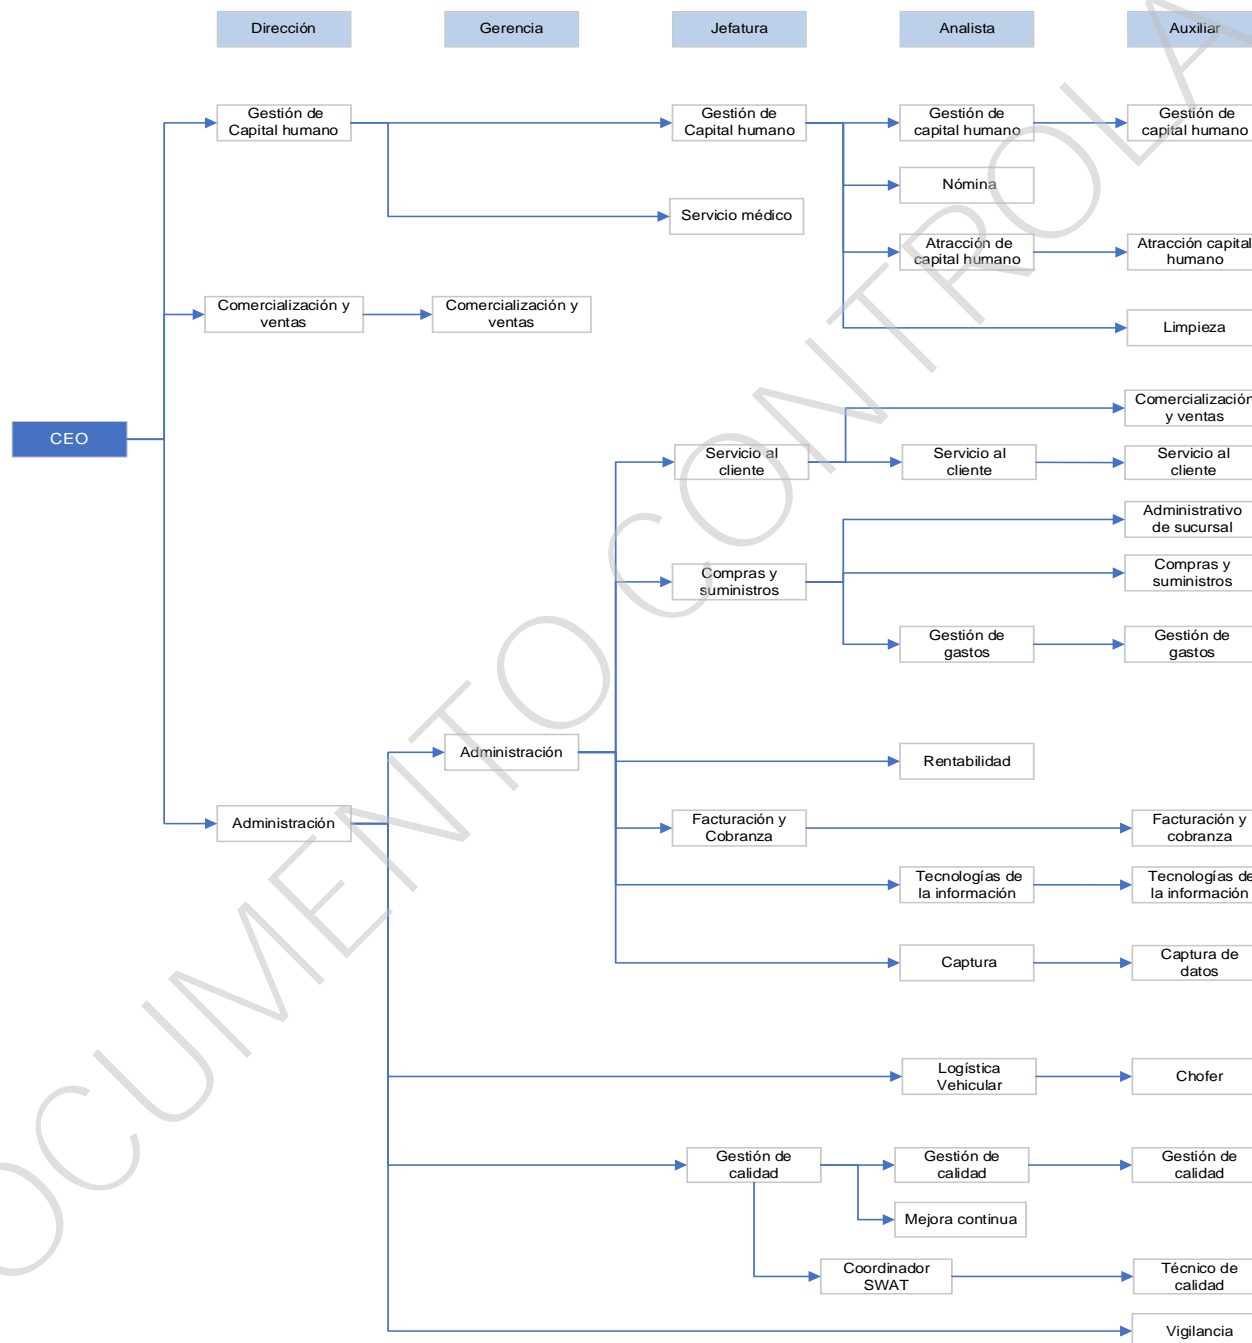 Dirección
Gerencia
Jefatura
Analista
Auxiliar
Gestión de
Capital humano
Gestión de
Capital humano
Gestión de
capital humano
Gestión de
capital humano
Nómina
Servicio médico
Atracción de
capital humano
Atracción capital
humano
Comercialización y
ventas
Comercialización y
ventas
Limpieza
Comercialización
y ventas
CEO
Servicio al
cliente
Servicio al
cliente
Servicio al
cliente
Administrativo
de sucursal
Compras y
suministros
Compras y
suministros
Gestión de
gastos
Gestión de
gastos
Administración
Rentabilidad
Administración
Facturación y
Cobranza
Facturación y
cobranza
Tecnologías de
la información
Tecnologías de
la información
Captura
Captura de
datos
Logística
Vehicular
Chofer
Gestión de
calidad
Gestión de
calidad
Gestión de
calidad
Mejora continua
Coordinador
SWAT
Técnico de
calidad
Vigilancia
OCUMENTO CONTROLA